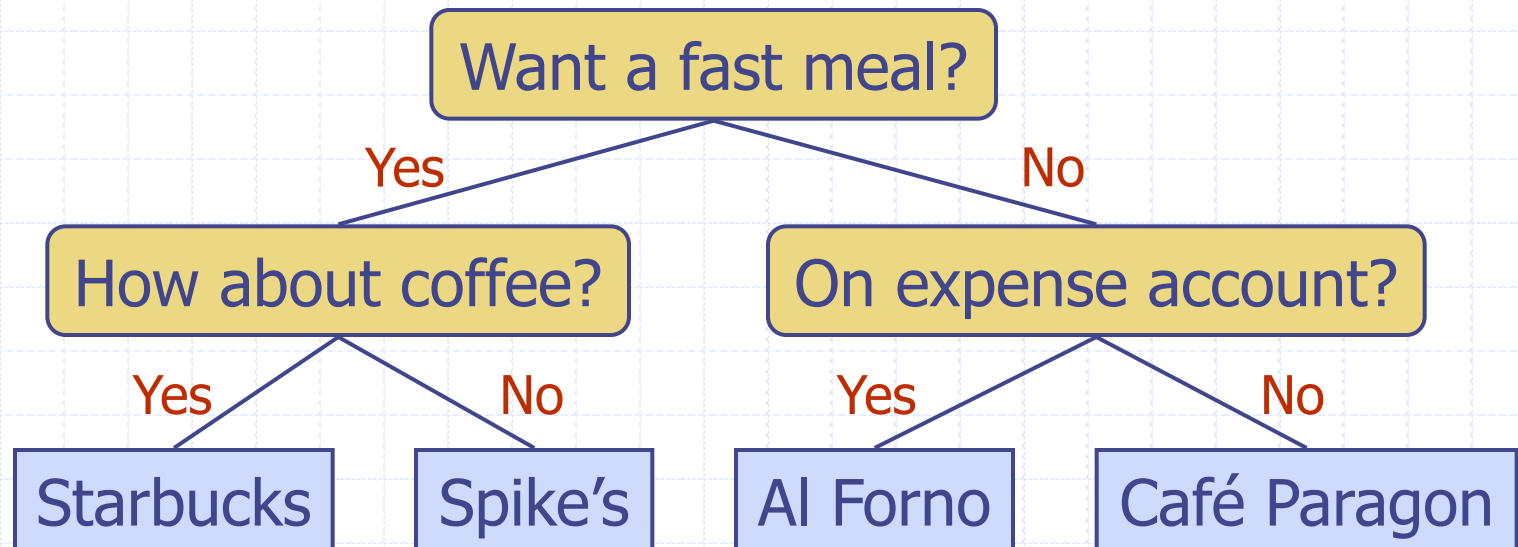 Want a fast meal?
Yes
No
How about coffee?
On expense account?
Yes
No
Yes
No
Starbucks
Spike’s
Al Forno
Café Paragon